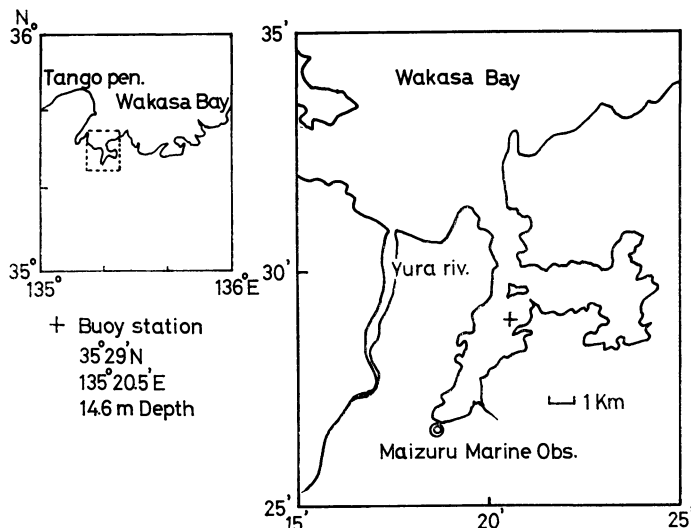 N.
36°
Tango pen.
Wakasa Bay
35°
135°
136°E
+ Buoy station
35°29'N
135°20.5'E
14.6 m Depth
35'
Wakasa Bay
30'
Yura riv.
1 Km
Maizuru Marine Obs.
25'
15'
20'
25'